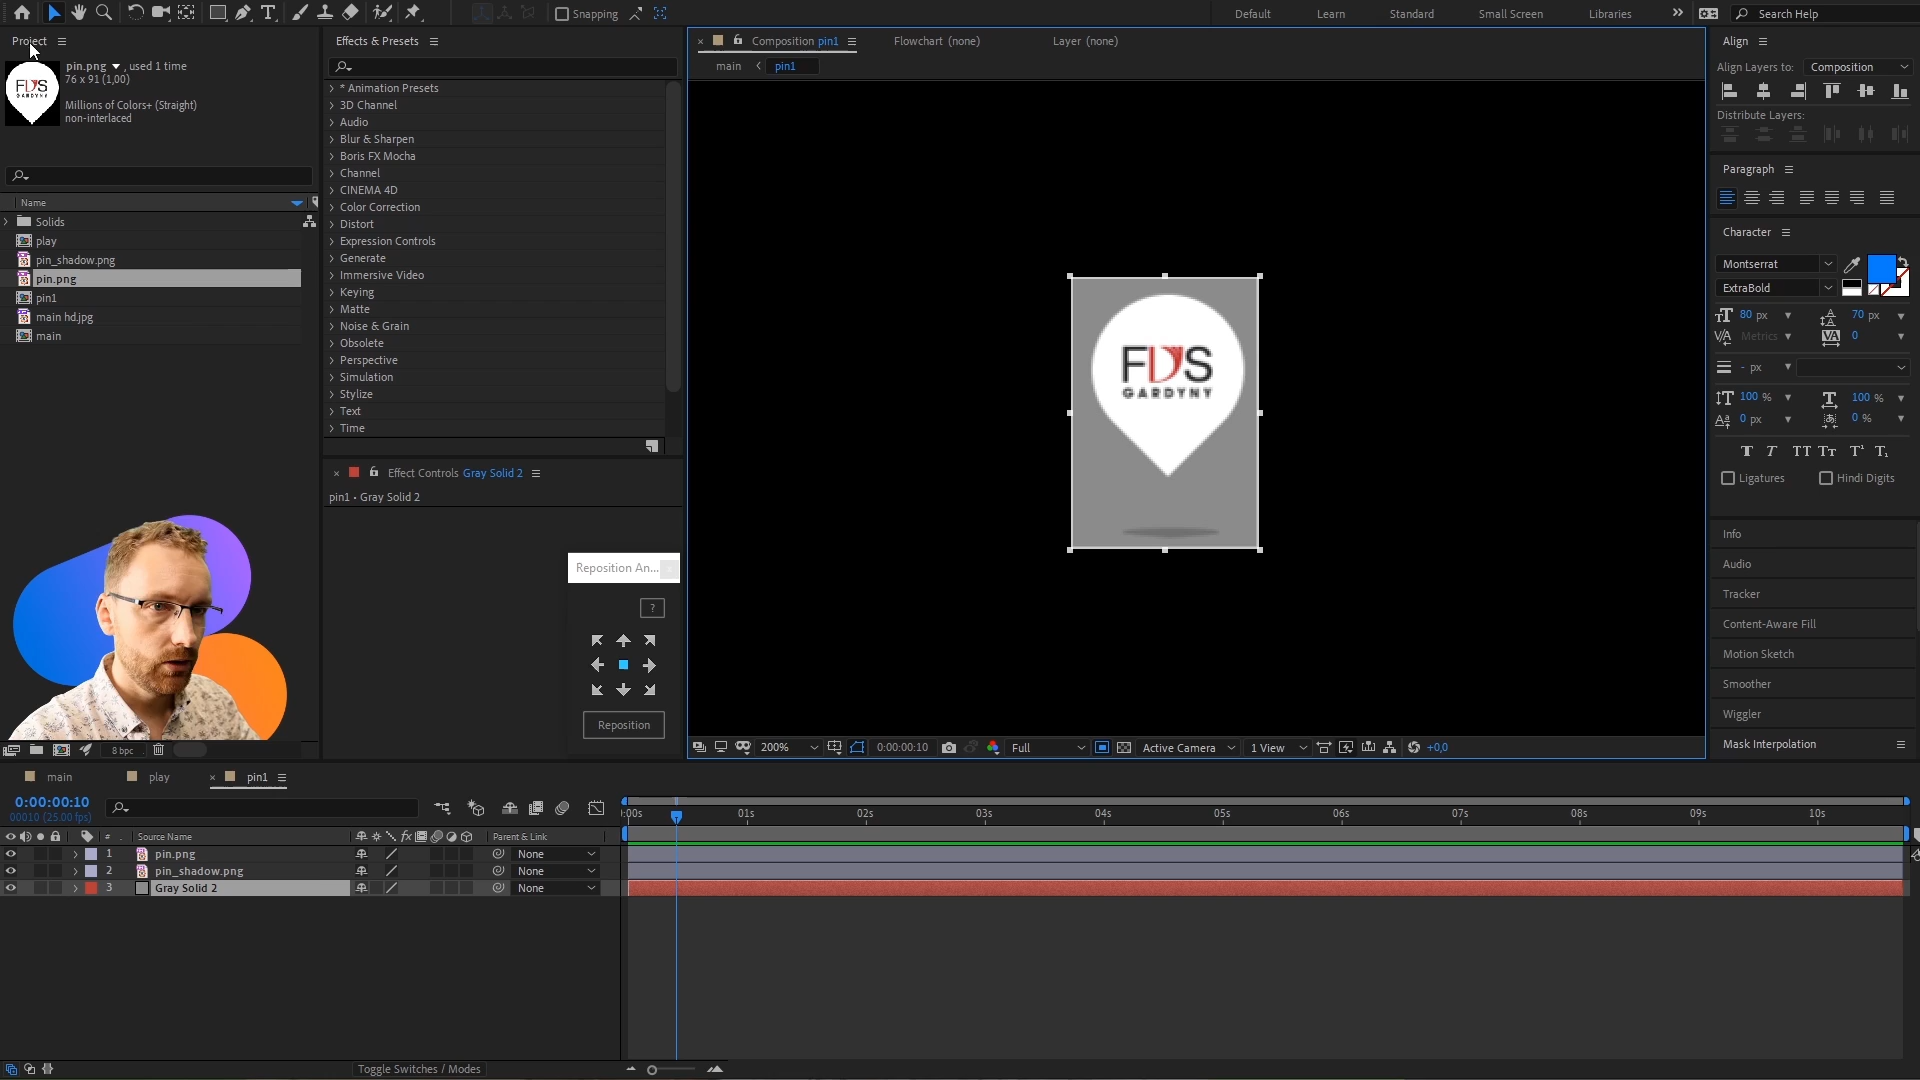 Snapping
Default
Learn
Standard
Small Screen
Libraries
Search Help
Project
pin.png , used 1 time
76 x 91 (1,00)
Millions of Colors+ (Straight)
non-interlaced
FDS
GARDYNY
Name
Solids
play
pin_shadow.png
pin.png
pin1
main hd.jpg
main
8 bpc
Effects & Presets
* Animation Presets
3D Channel
Audio
Blur & Sharpen
Boris FX Mocha
Channel
CINEMA 4D
Color Correction
Distort
Expression Controls
Generate
Immersive Video
Keying
Matte
Noise & Grain
Obsolete
Perspective
Simulation
Stylize
Text
Time
Effect Controls Gray Solid 2
pin1 • Gray Solid 2
Reposition An...
?
Reposition
Composition pin1
Flowchart (none)
Layer (none)
main
pin1
FDS
GARDYNY
200%
0:00:00:10
Full
Active Camera
1 View
+0,0
Align
Align Layers to: Composition
Distribute Layers:
Paragraph
Character
Montserrat
ExtraBold
80 px
70 px
Metrics
0
- px
100 %
100 %
0 px
0 %
Ligatures
Hindi Digits
Info
Audio
Tracker
Content-Aware Fill
Motion Sketch
Smoother
Wiggler
Mask Interpolation
main
play
pin1
0:00:00:10
00010 (25.00 fps)
:00s
01s
02s
03s
04s
05s
06s
07s
08s
09s
10s
# Source Name
Parent & Link
1 pin.png None
2 pin_shadow.png None
3 Gray Solid 2 None
Toggle Switches / Modes